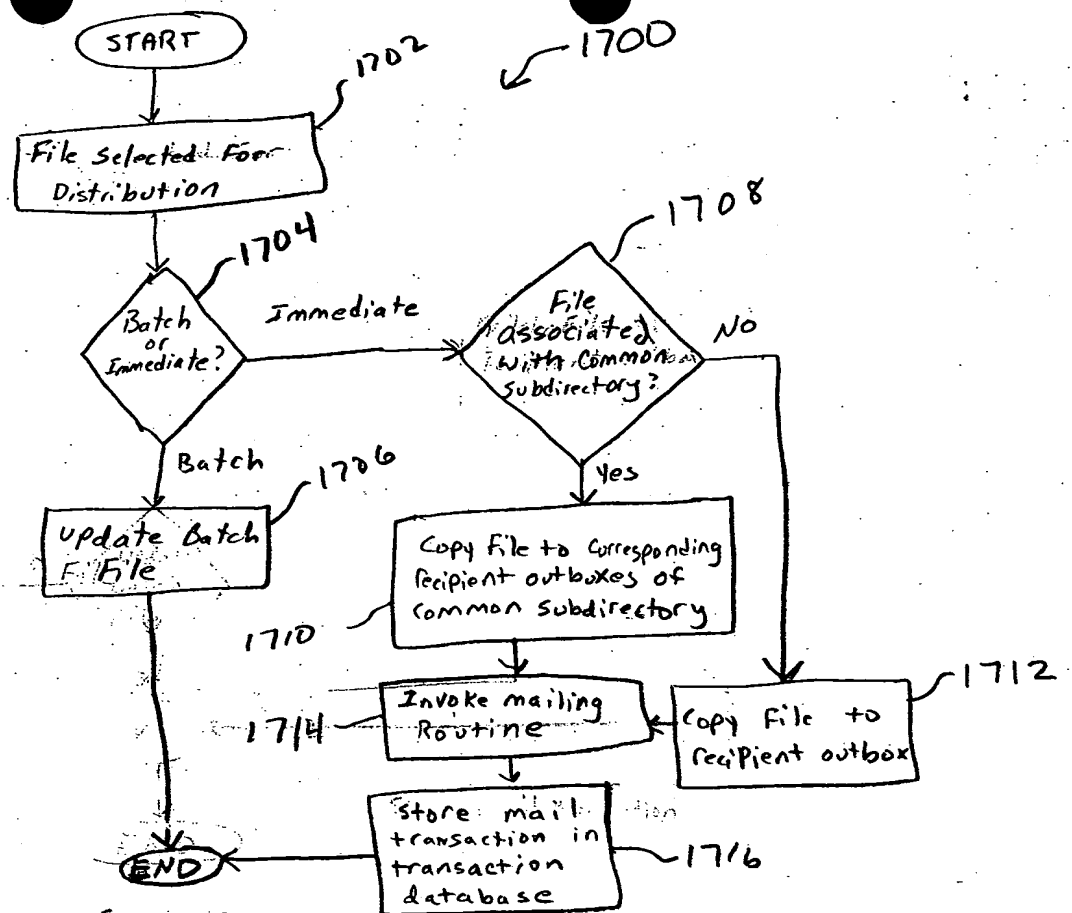 START
1700
1702
File Selected For
Distribution
1704
Batch
or
Immediate?
Immediate
1708
File
associated
with Common
Subdirectory?
No
Batch
1706
Update Batch
File
Yes
Copy File to Corresponding
recipient outboxes of
common Subdirectory
1710
Invoke mailing
Routine
1714
1712
Copy File to
recipient outbox
Store mail
transaction in
transaction
database
1716
END